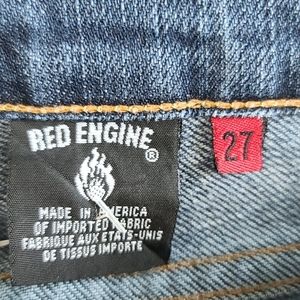 RED ENGINE
®
27
MADE IN AMERICA
OF IMPORTED FABRIC
FABRIQUE AUX ETATS-UNIS
DE TISSUS IMPORTE